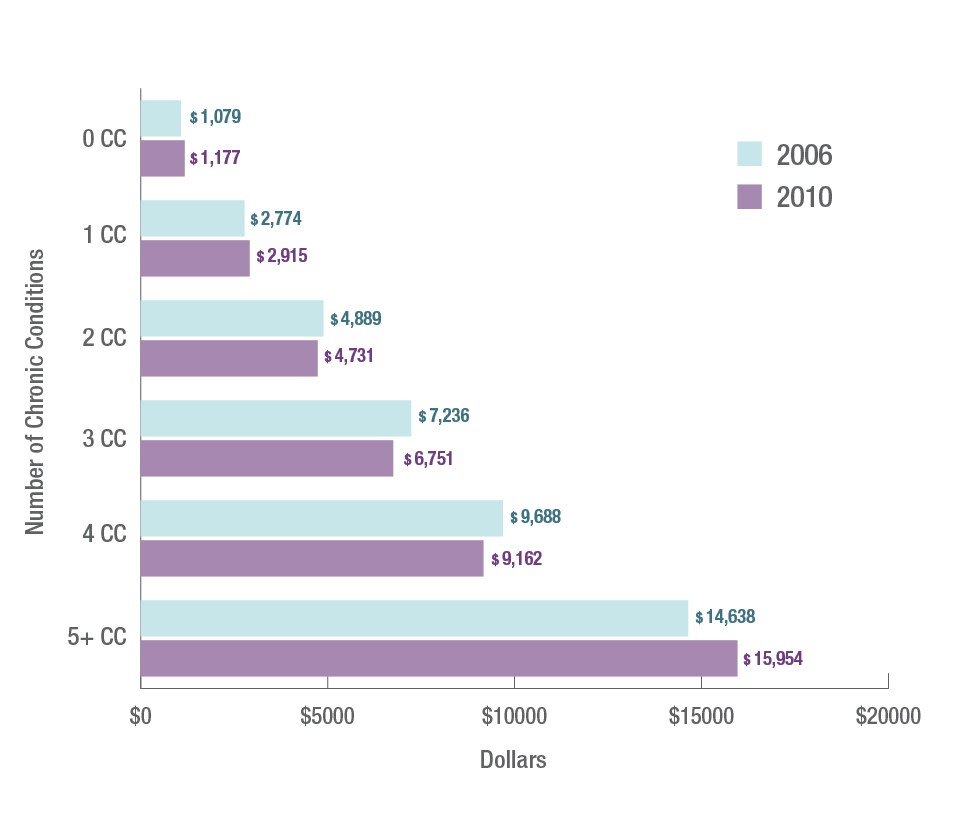 0 CC
$ 1,079
$ 1,177
2006
2010
1 CC
$ 2,774
$ 2,915
2 CC
$ 4,889
$ 4,731
3 CC
$ 7,236
$ 6,751
4 CC
$ 9,688
$ 9,162
5+ CC
$ 14,638
$ 15,954
Number of Chronic Conditions
$0
$5000
$10000
$15000
$20000
Dollars